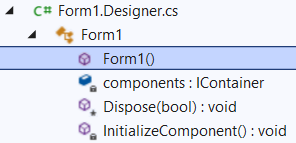 C# Form1.Designer.cs
Form1
Form1()
components : IContainer
Dispose(bool) : void
InitializeComponent() : void